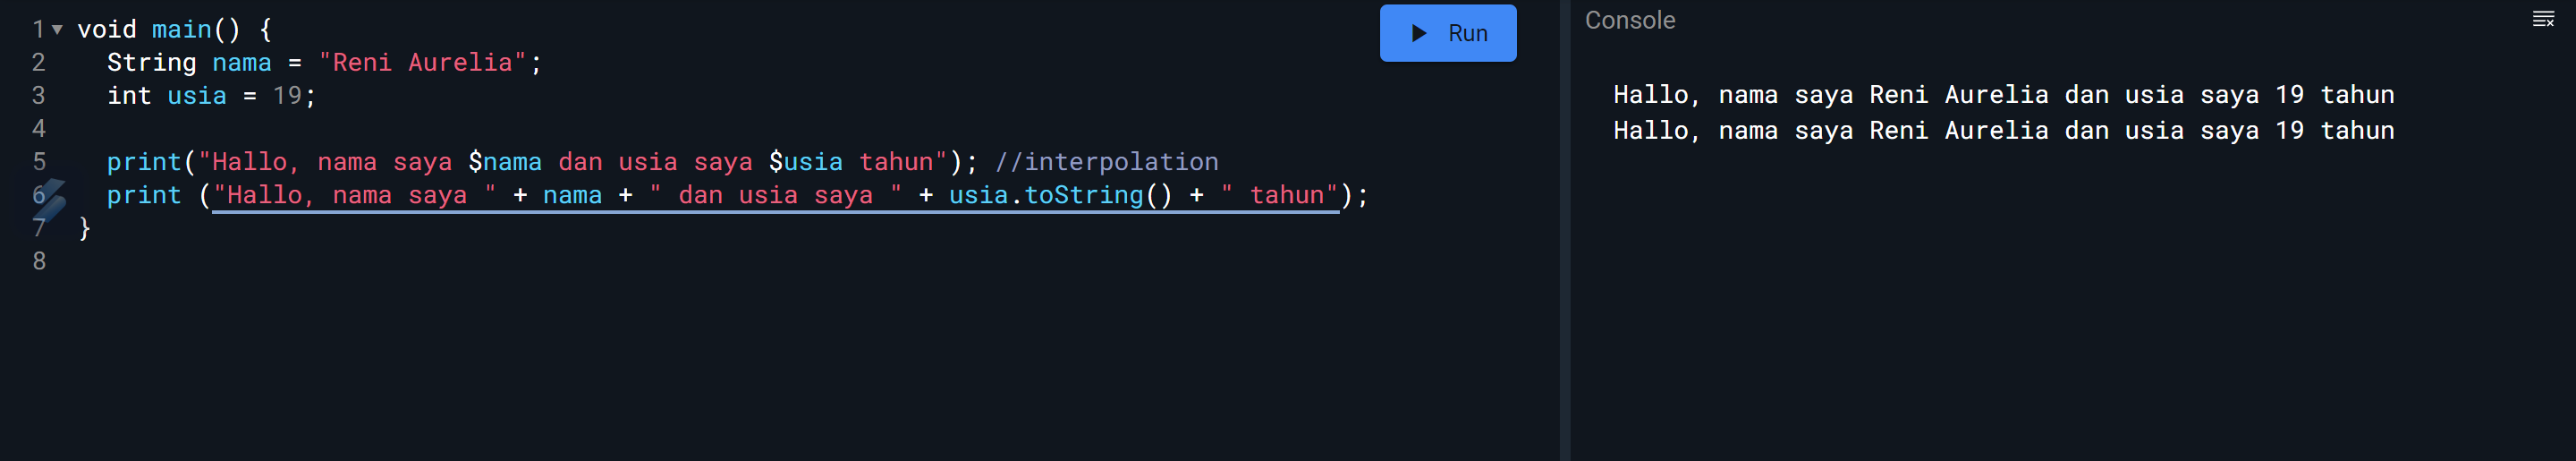 1 void main() {
2 String nama = "Reni Aurelia";
3 int usia = 19;
4
5 print("Hallo, nama saya $nama dan usia saya $usia tahun"); //interpolation
6 print ("Hallo, nama saya " + nama + " dan usia saya " + usia.toString() + " tahun");
7 }
8
Run
Console
Hallo, nama saya Reni Aurelia dan usia saya 19 tahun
Hallo, nama saya Reni Aurelia dan usia saya 19 tahun